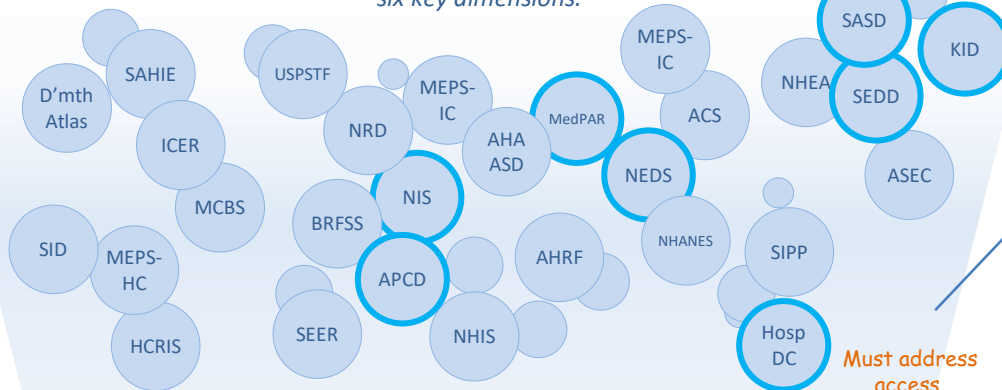 six key dimensions.
SASD
KID
MEPS-
IC
SAHIE
USPSTF
NHEA
SEDD
D'mth
Atlas
MEPS-
IC
MedPAR
ACS
NRD
AHA
ASD
ICER
NEDS
ASEC
NIS
MCBS
BRFSS
NHANES
SID
MEPS-
HC
AHRF
SIPP
APCD
SEER
NHIS
HCRIS
Hosp
DC
Must address
access